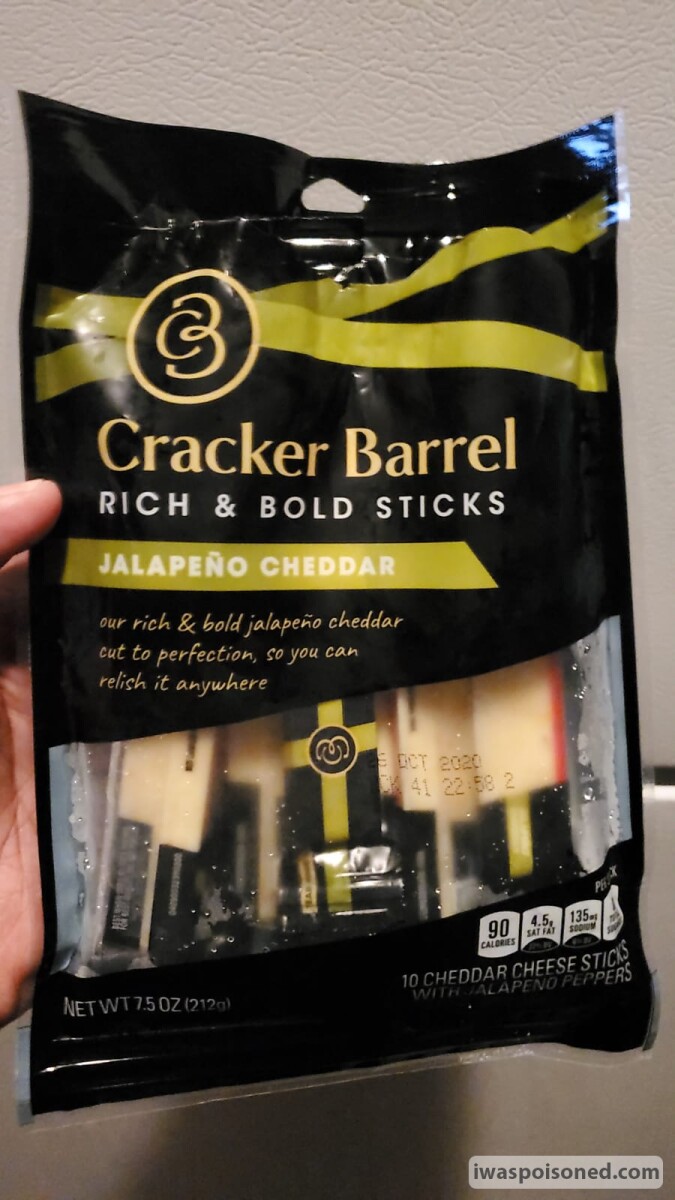 Cracker Barrel
RICH & BOLD STICKS
JALAPEÑO CHEDDAR
our rich & bold jalapeño cheddar
cut to perfection, so you can
relish it anywhere
OCT 2020
41 22:58 2
90
CALORIES
4.5g
SAT FAT
135mg
SODIUM
10 CHEDDAR CHEESE STICKS
WITH JALAPEÑO PEPPERS
NET WT 7.5 OZ (212g)
iwaspoisoned.com